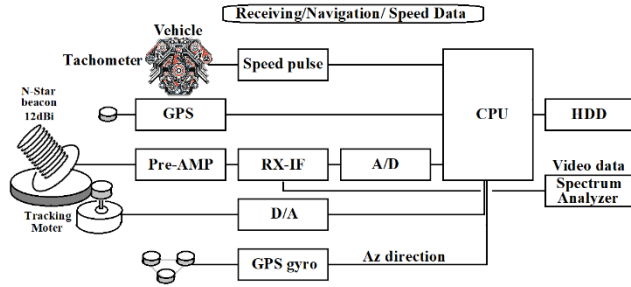 Receiving/Navigation/ Speed Data
Vehicle
Tachometer
Speed pulse
N-Star
beacon
12dBi
GPS
CPU
HDD
Pre-AMP
RX-IF
A/D
Video data
Spectrum
Analyzer
Tracking
Moter
D/A
GPS gyro
Az direction